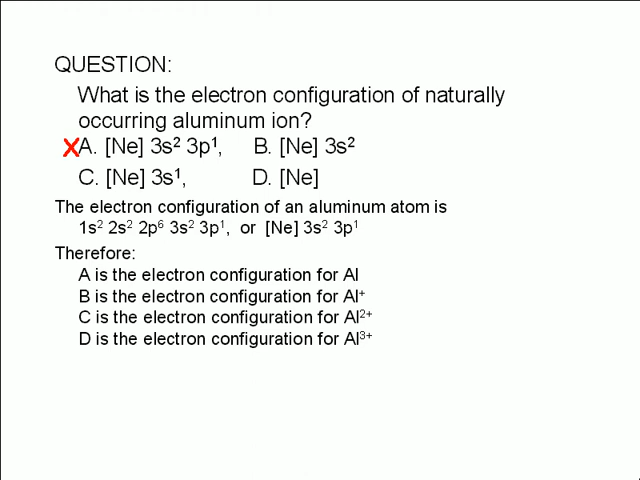 QUESTION:
What is the electron configuration of naturally
occurring aluminum ion?
XA. [Ne] 3s² 3p¹, B. [Ne] 3s²
C. [Ne] 3s¹, D. [Ne]
The electron configuration of an aluminum atom is
1s² 2s² 2p⁶ 3s² 3p¹, or [Ne] 3s² 3p¹
Therefore:
A is the electron configuration for Al
B is the electron configuration for Al⁺
C is the electron configuration for Al²⁺
D is the electron configuration for Al³⁺